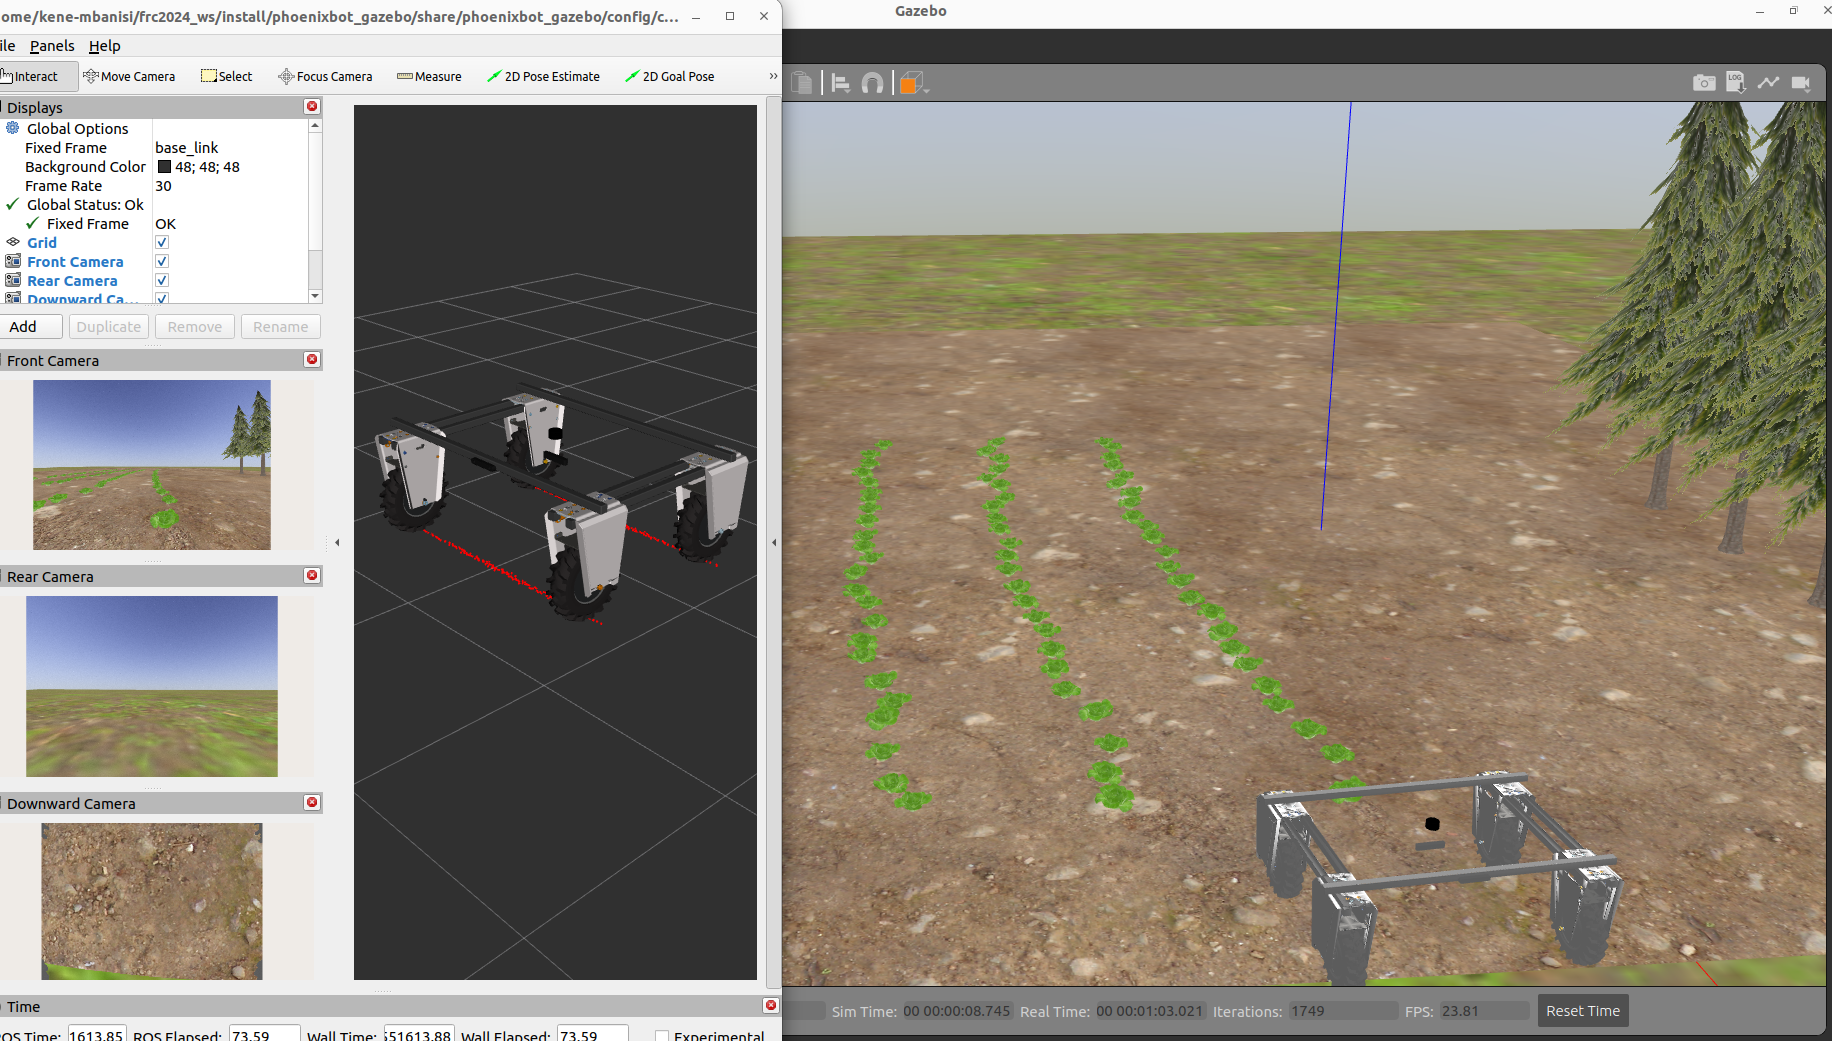 ome/kene-mbanisi/frc2024_ws/install/phoenixbot_gazebo/share/phoenixbot_gazebo/config/c...
Gazebo
ile Panels Help
Interact Move Camera Select Focus Camera Measure 2D Pose Estimate 2D Goal Pose »
LOG
Displays
Global Options
Fixed Frame base_link
Background Color 48; 48; 48
Frame Rate 30
Global Status: Ok
Fixed Frame OK
Grid
Front Camera
Rear Camera
Downward Ca...
Add Duplicate Remove Rename
Front Camera
Rear Camera
Downward Camera
Time
OS Time: 1613.85 ROS Elapsed: 73.59 Wall Time: 51613.88 Wall Elapsed: 73.59 Experimental
Sim Time: 00 00:00:08.745 Real Time: 00 00:01:03.021 Iterations: 1749 FPS: 23.81 Reset Time